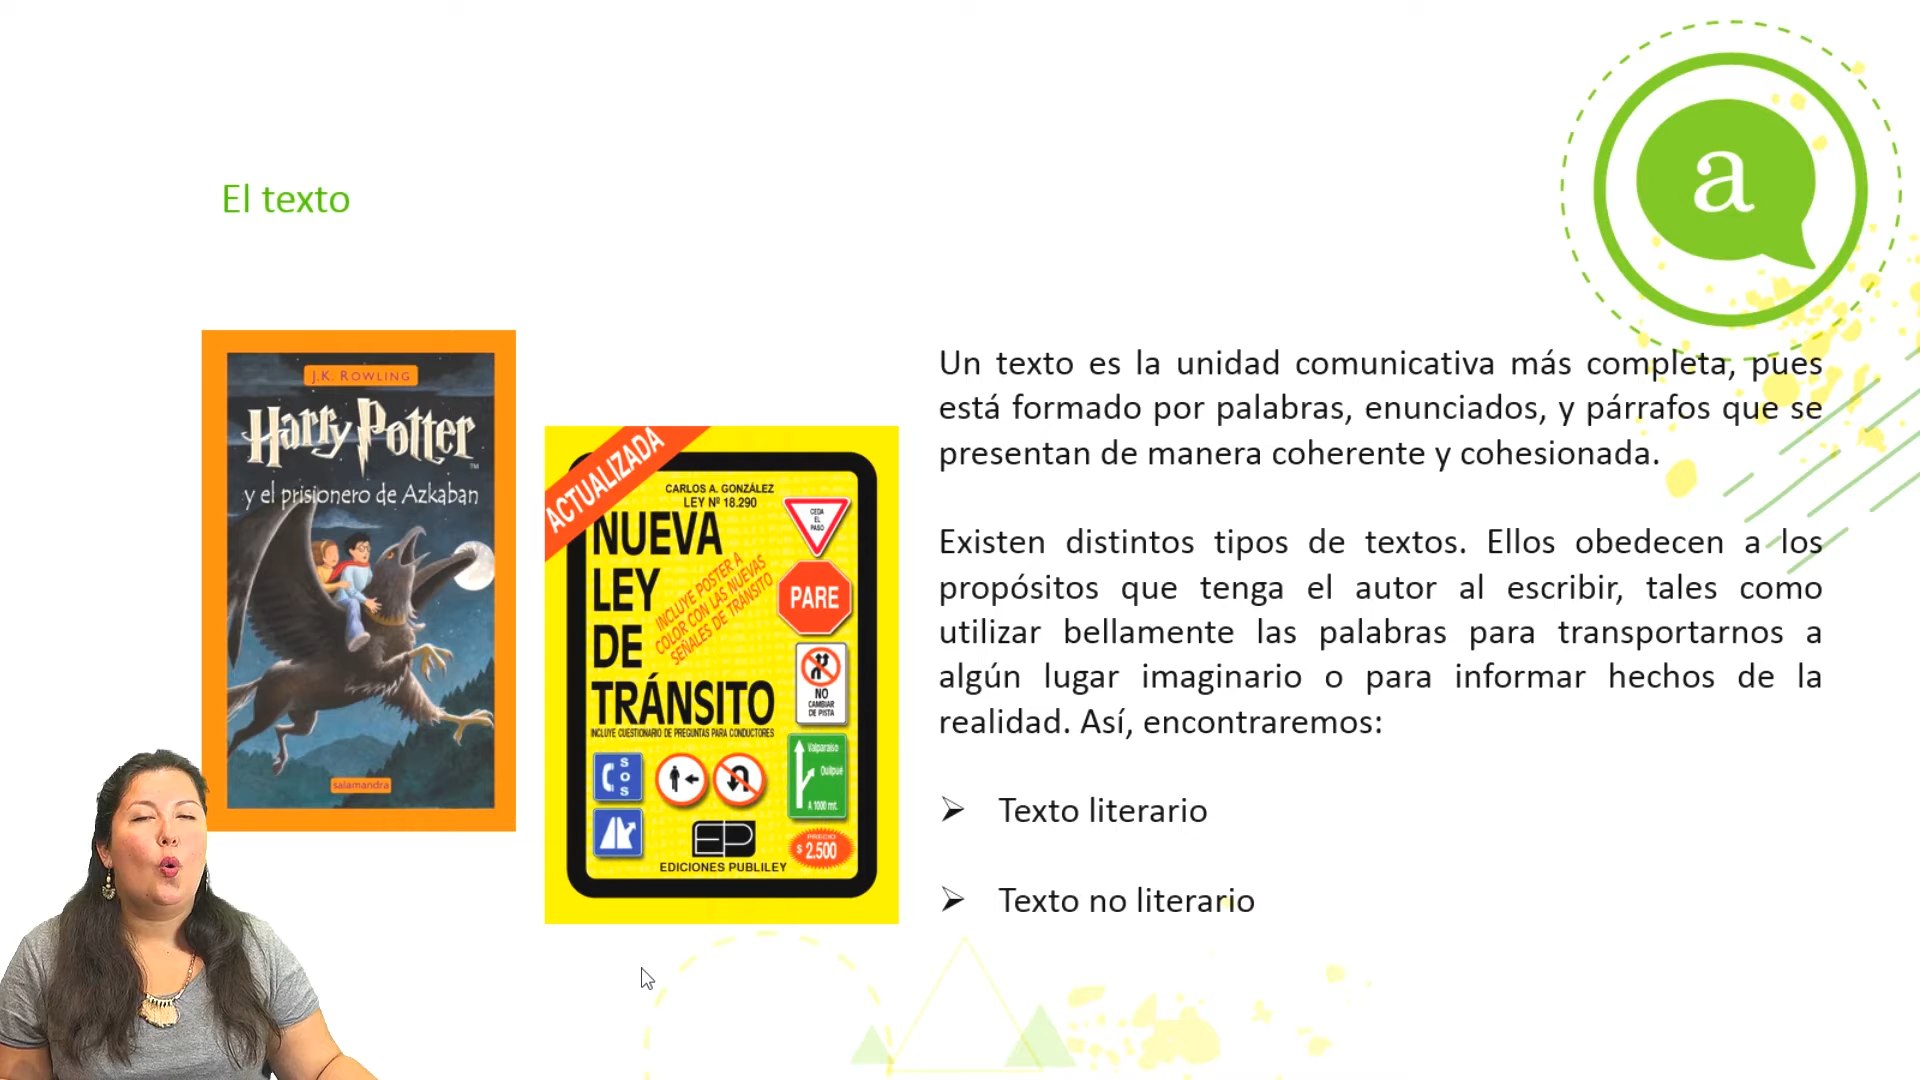 a
El texto
J.K. ROWLING
Harry Potter
TM
y el prisionero de Azkaban
salamandra
ACTUALIZADA
CARLOS A. GONZÁLEZ
LEY Nº 18.290
NUEVA
LEY
DE
TRÁNSITO
INCLUYE POSTER A
COLOR CON LAS NUEVAS
SEÑALES DE TRÁNSITO
INCLUYE CUESTIONARIO DE PREGUNTAS PARA CONDUCTORES
CEDA
EL
PASO
PARE
NO
CAMBIAR
DE PISTA
Valparaíso
Quilpué
A 1000 mt.
S
O
S
EP
EDICIONES PUBLILEY
PRECIO
$ 2.500
Un texto es la unidad comunicativa más completa, pues
está formado por palabras, enunciados, y párrafos que se
presentan de manera coherente y cohesionada.
Existen distintos tipos de textos. Ellos obedecen a los
propósitos que tenga el autor al escribir, tales como
utilizar bellamente las palabras para transportarnos a
algún lugar imaginario o para informar hechos de la
realidad. Así, encontraremos:
➢ Texto literario
➢ Texto no literario